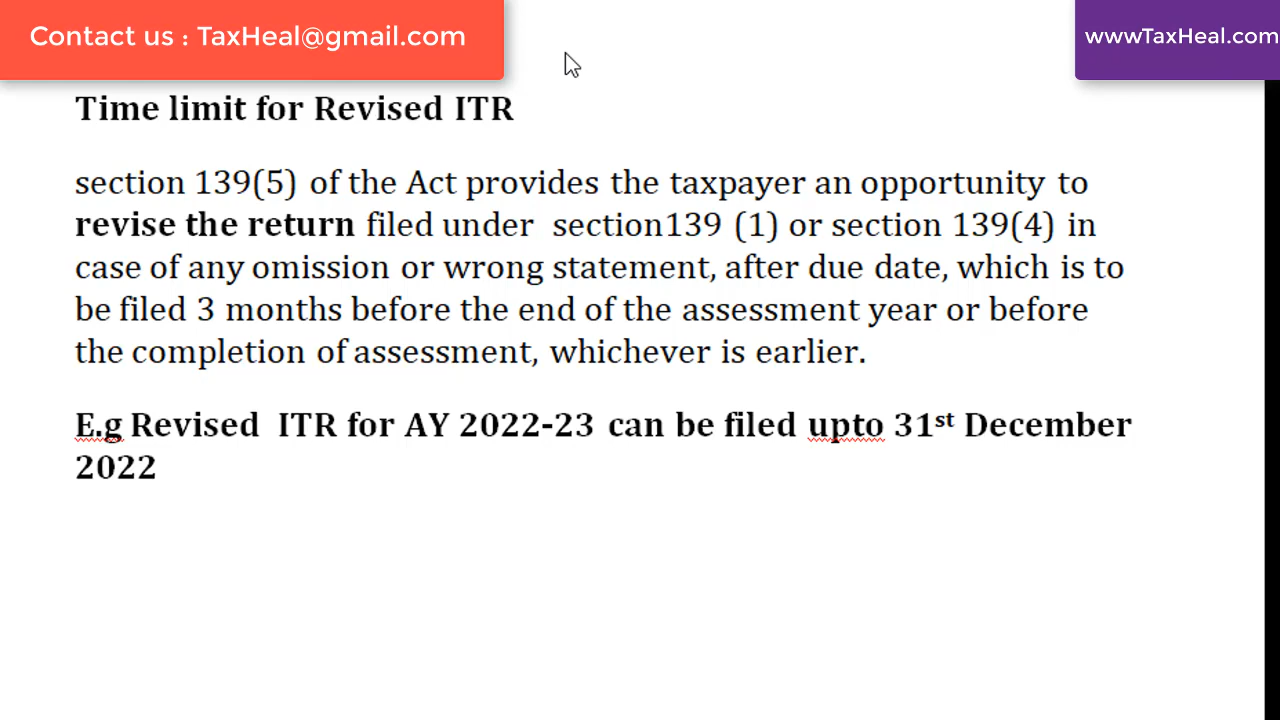 Contact us : TaxHeal@gmail.com
wwwTaxHeal.com
Time limit for Revised ITR
section 139(5) of the Act provides the taxpayer an opportunity to
revise the return filed under section139 (1) or section 139(4) in
case of any omission or wrong statement, after due date, which is to
be filed 3 months before the end of the assessment year or before
the completion of assessment, whichever is earlier.
E.g Revised ITR for AY 2022-23 can be filed upto 31st December
2022